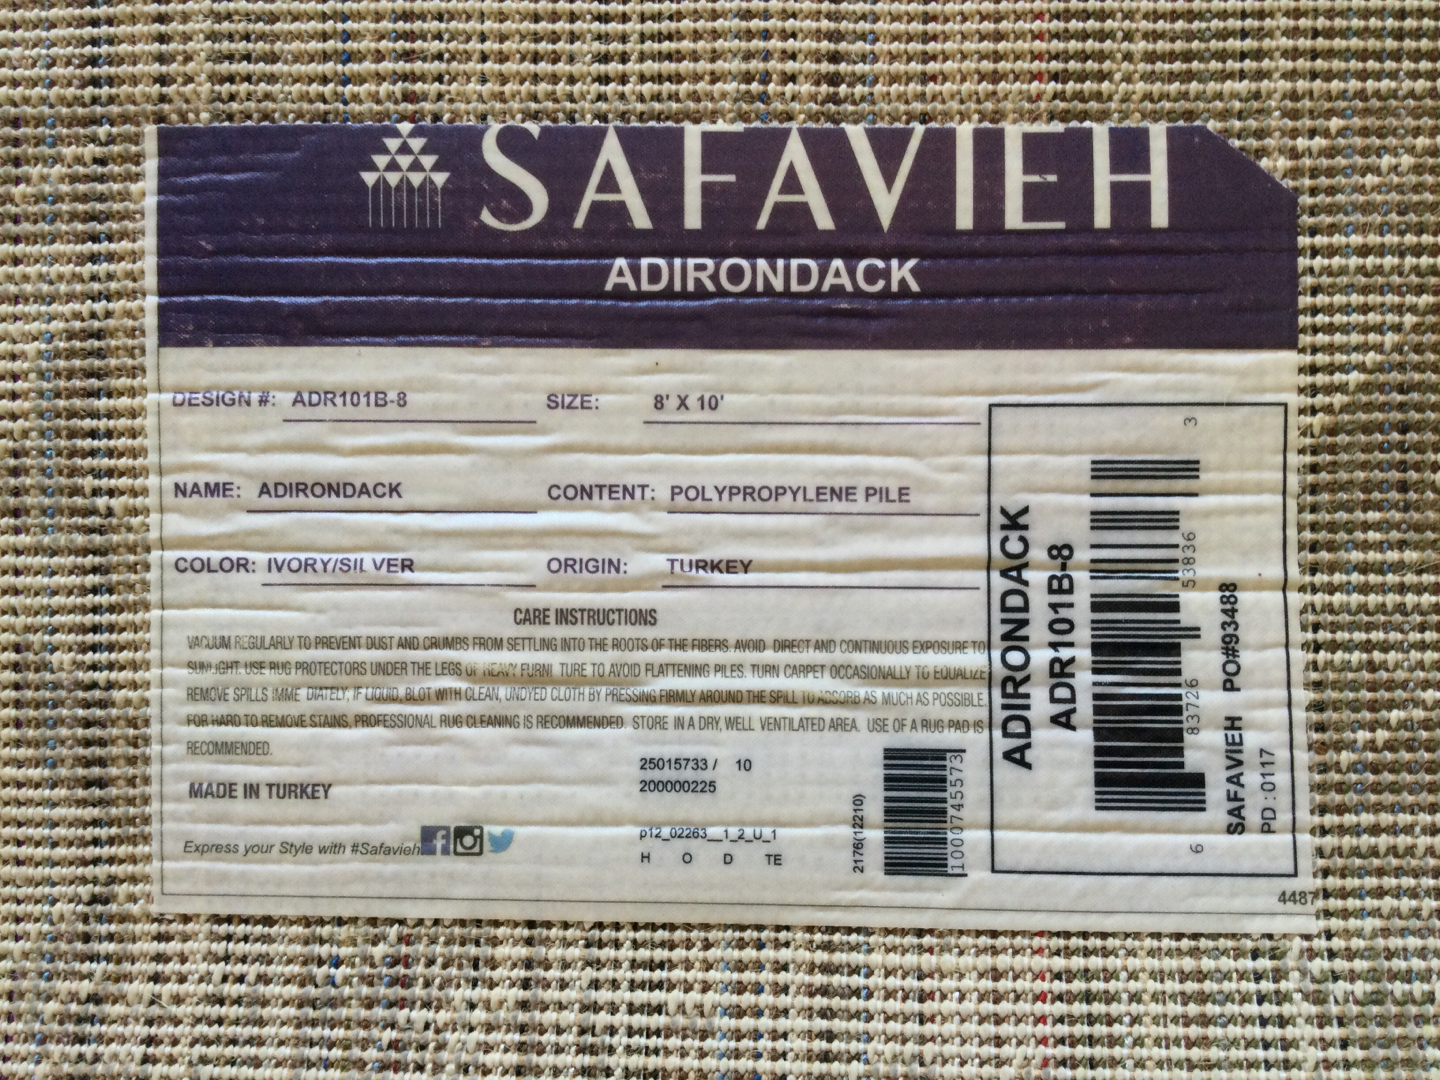 SAFAVIEH
ADIRONDACK
DESIGN #: ADR101B-8 SIZE: 8' X 10'
NAME: ADIRONDACK CONTENT: POLYPROPYLENE PILE
COLOR: IVORY/SILVER ORIGIN: TURKEY
CARE INSTRUCTIONS
VACUUM REGULARLY TO PREVENT DUST AND CRUMBS FROM SETTLING INTO THE ROOTS OF THE FIBERS. AVOID DIRECT AND CONTINUOUS EXPOSURE TO
SUNLIGHT. USE RUG PROTECTORS UNDER THE LEGS OF HEAVY FURNI TURE TO AVOID FLATTENING PILES. TURN CARPET OCCASIONALLY TO EQUALIZE
REMOVE SPILLS IMME DIATELY, IF LIQUID, BLOT WITH CLEAN, UNDYED CLOTH BY PRESSING FIRMLY AROUND THE SPILL TO ABSORB AS MUCH AS POSSIBLE.
FOR HARD TO REMOVE STAINS, PROFESSIONAL RUG CLEANING IS RECOMMENDED. STORE IN A DRY, WELL VENTILATED AREA. USE OF A RUG PAD IS
RECOMMENDED.
MADE IN TURKEY
Express your Style with #Safavieh
25015733 / 10
200000225
p12_02263__1_2_U_1
H O D TE
2176(12210)
1000745573
ADIRONDACK
ADR101B-8
6 83726 53836 3
SAFAVIEH PO#93488
PD:0117
4487